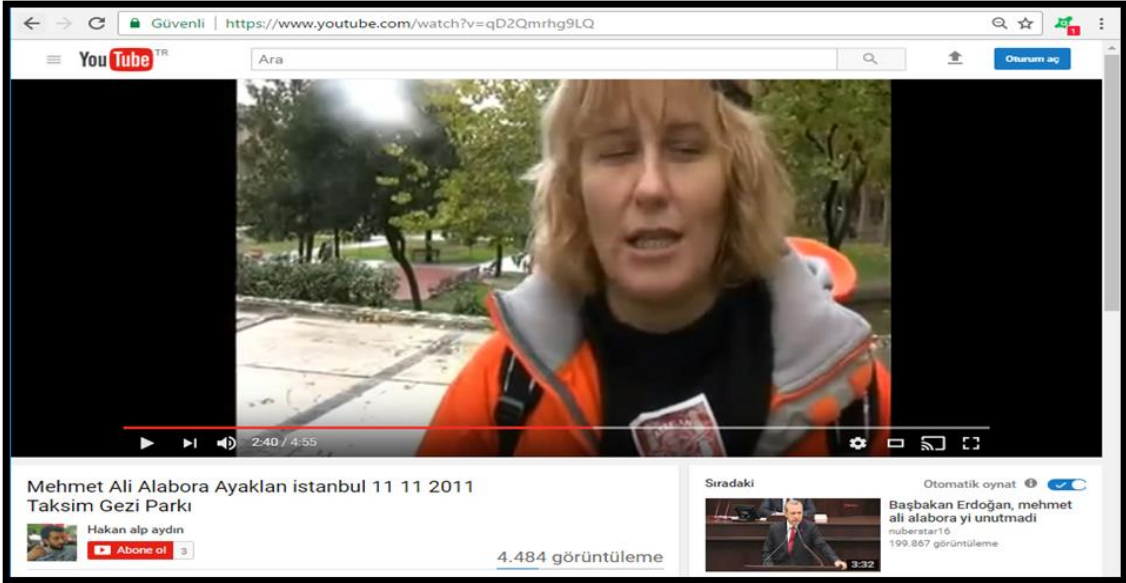 Güvenli | https://www.youtube.com/watch?v=qD2Qmrhg9LQ
1
YouTube TR
Ara
Oturum aç
2:40 / 4:55
Mehmet Ali Alabora Ayaklan istanbul 11 11 2011
Taksim Gezi Parkı
Hakan alp aydın
Abone ol 3
4.484 görüntüleme
Sıradaki
Otomatik oynat
Başbakan Erdoğan, mehmet
ali alabora yi unutmadi
nuberstar16
199.867 görüntüleme
3:32